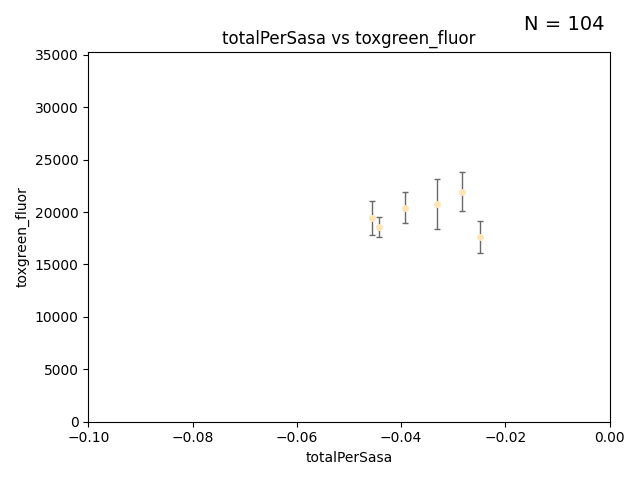 N = 104
totalPerSasa vs toxgreen_fluor
35000
30000
25000
20000
15000
10000
5000
0
toxgreen_fluor
−0.10 −0.08 −0.06 −0.04 −0.02 0.00
totalPerSasa